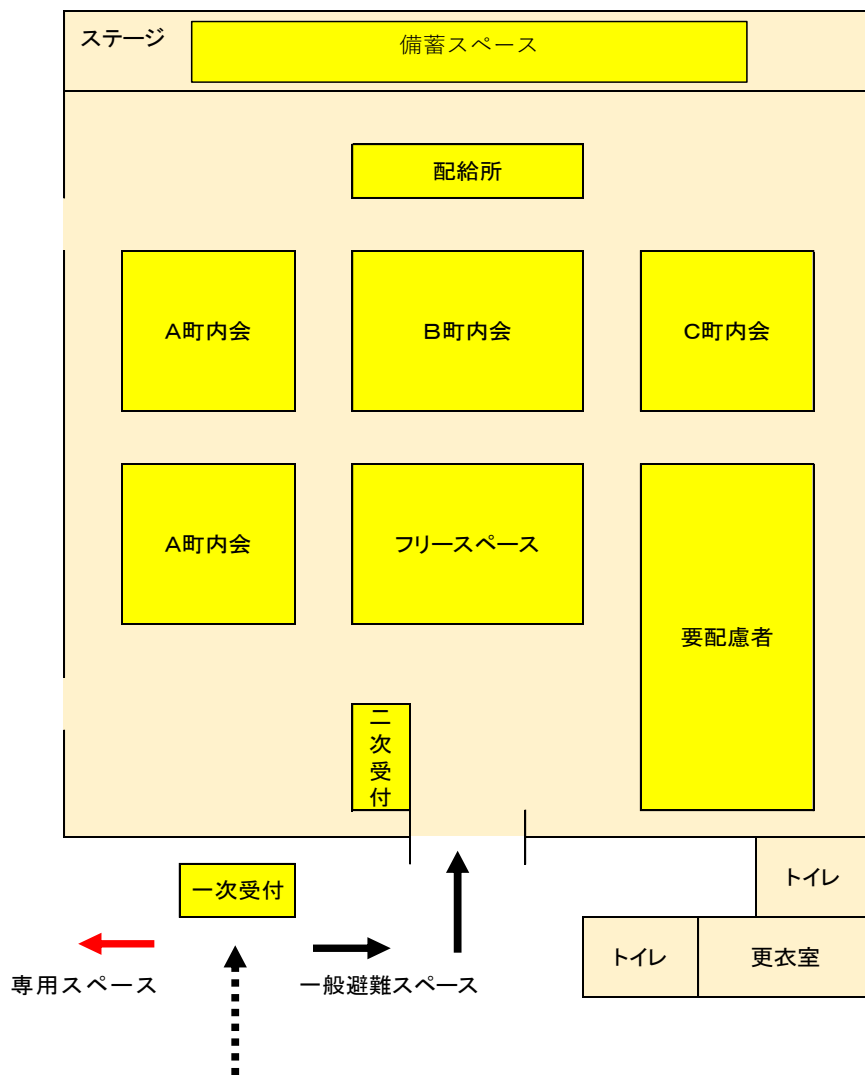 ステージ
備蓄スペース
配給所
A町内会
B町内会
C町内会
A町内会
フリースペース
要配慮者
二次受付
一次受付
トイレ
専用スペース
一般避難スペース
トイレ
更衣室